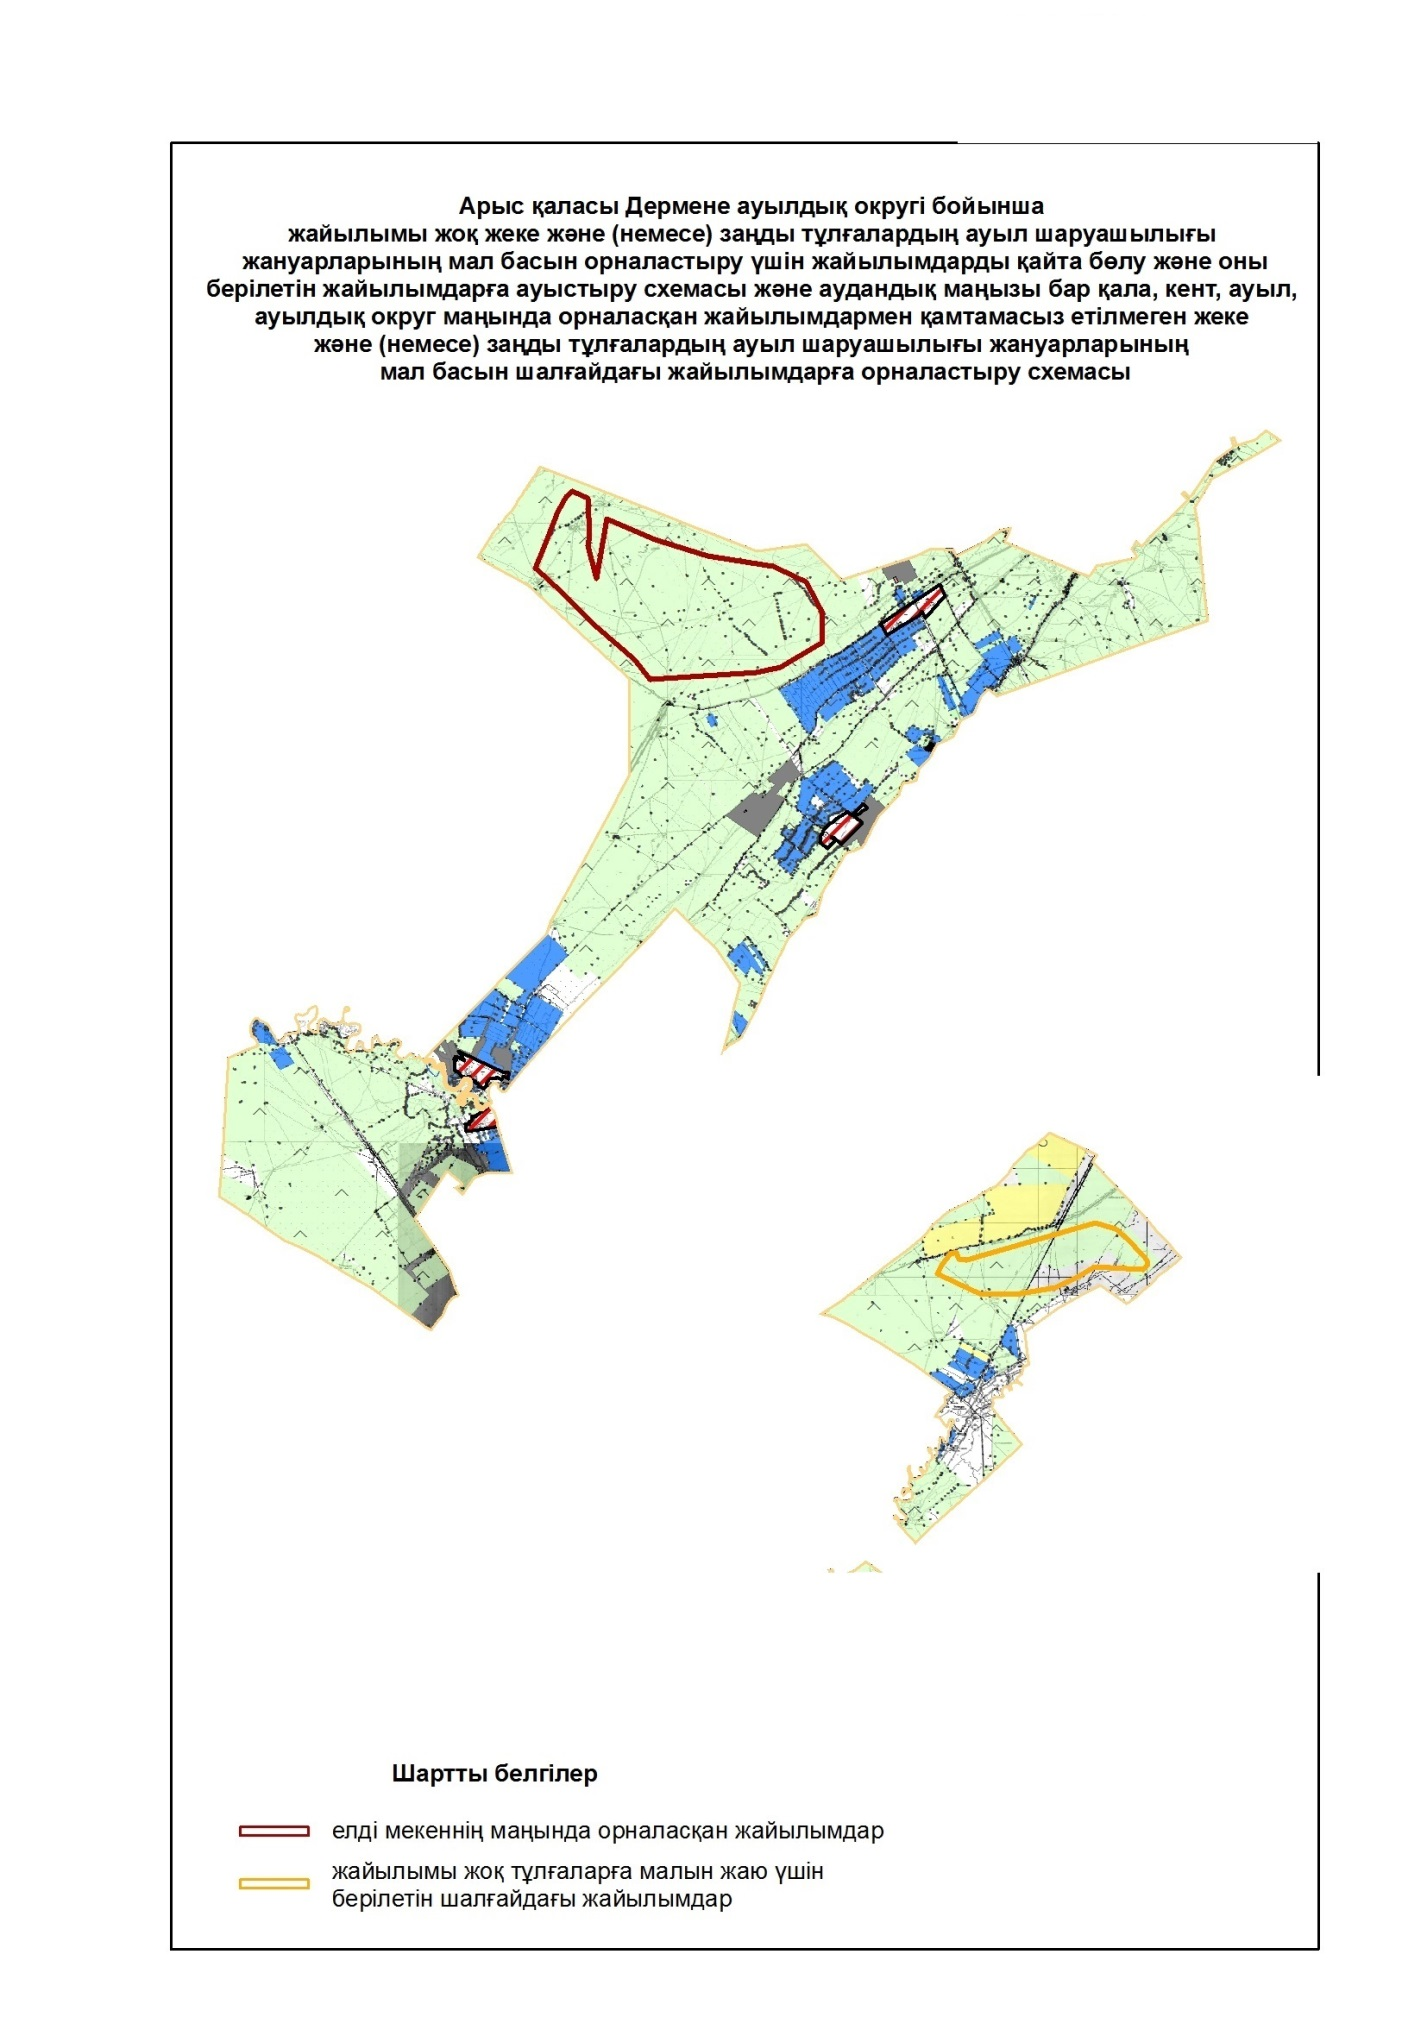 Арыс қаласы Дермене ауылдық округі бойынша
жайылымы жоқ жеке және (немесе) заңды тұлғалардың ауыл шаруашылығы
жануарларының мал басын орналастыру үшін жайылымдарды қайта бөлу және оны
берілетін жайылымдарға ауыстыру схемасы және аудандық маңызы бар қала, кент, ауыл,
ауылдық округ маңында орналасқан жайылымдармен қамтамасыз етілмеген жеке
және (немесе) заңды тұлғалардың ауыл шаруашылығы жануарларының
мал басын шалғайдағы жайылымдарға орналастыру схемасы
Шартты белгілер
елді мекеннің маңында орналасқан жайылымдар
жайылымы жоқ тұлғаларға малын жаю үшін
берілетін шалғайдағы жайылымдар